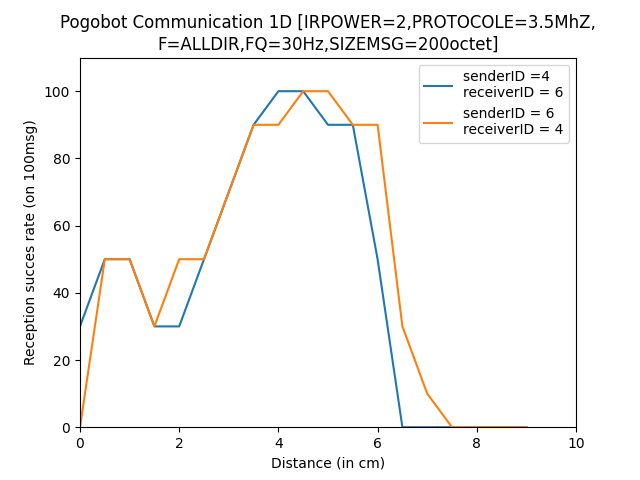 Pogobot Communication 1D [IRPOWER=2,PROTOCOLE=3.5MhZ,
F=ALLDIR,FQ=30Hz,SIZEMSG=200octet]
senderID =4
receiverID = 6
senderID = 6
receiverID = 4
Reception succes rate (on 100msg)
100
80
60
40
20
0
0 2 4 6 8 10
Distance (in cm)